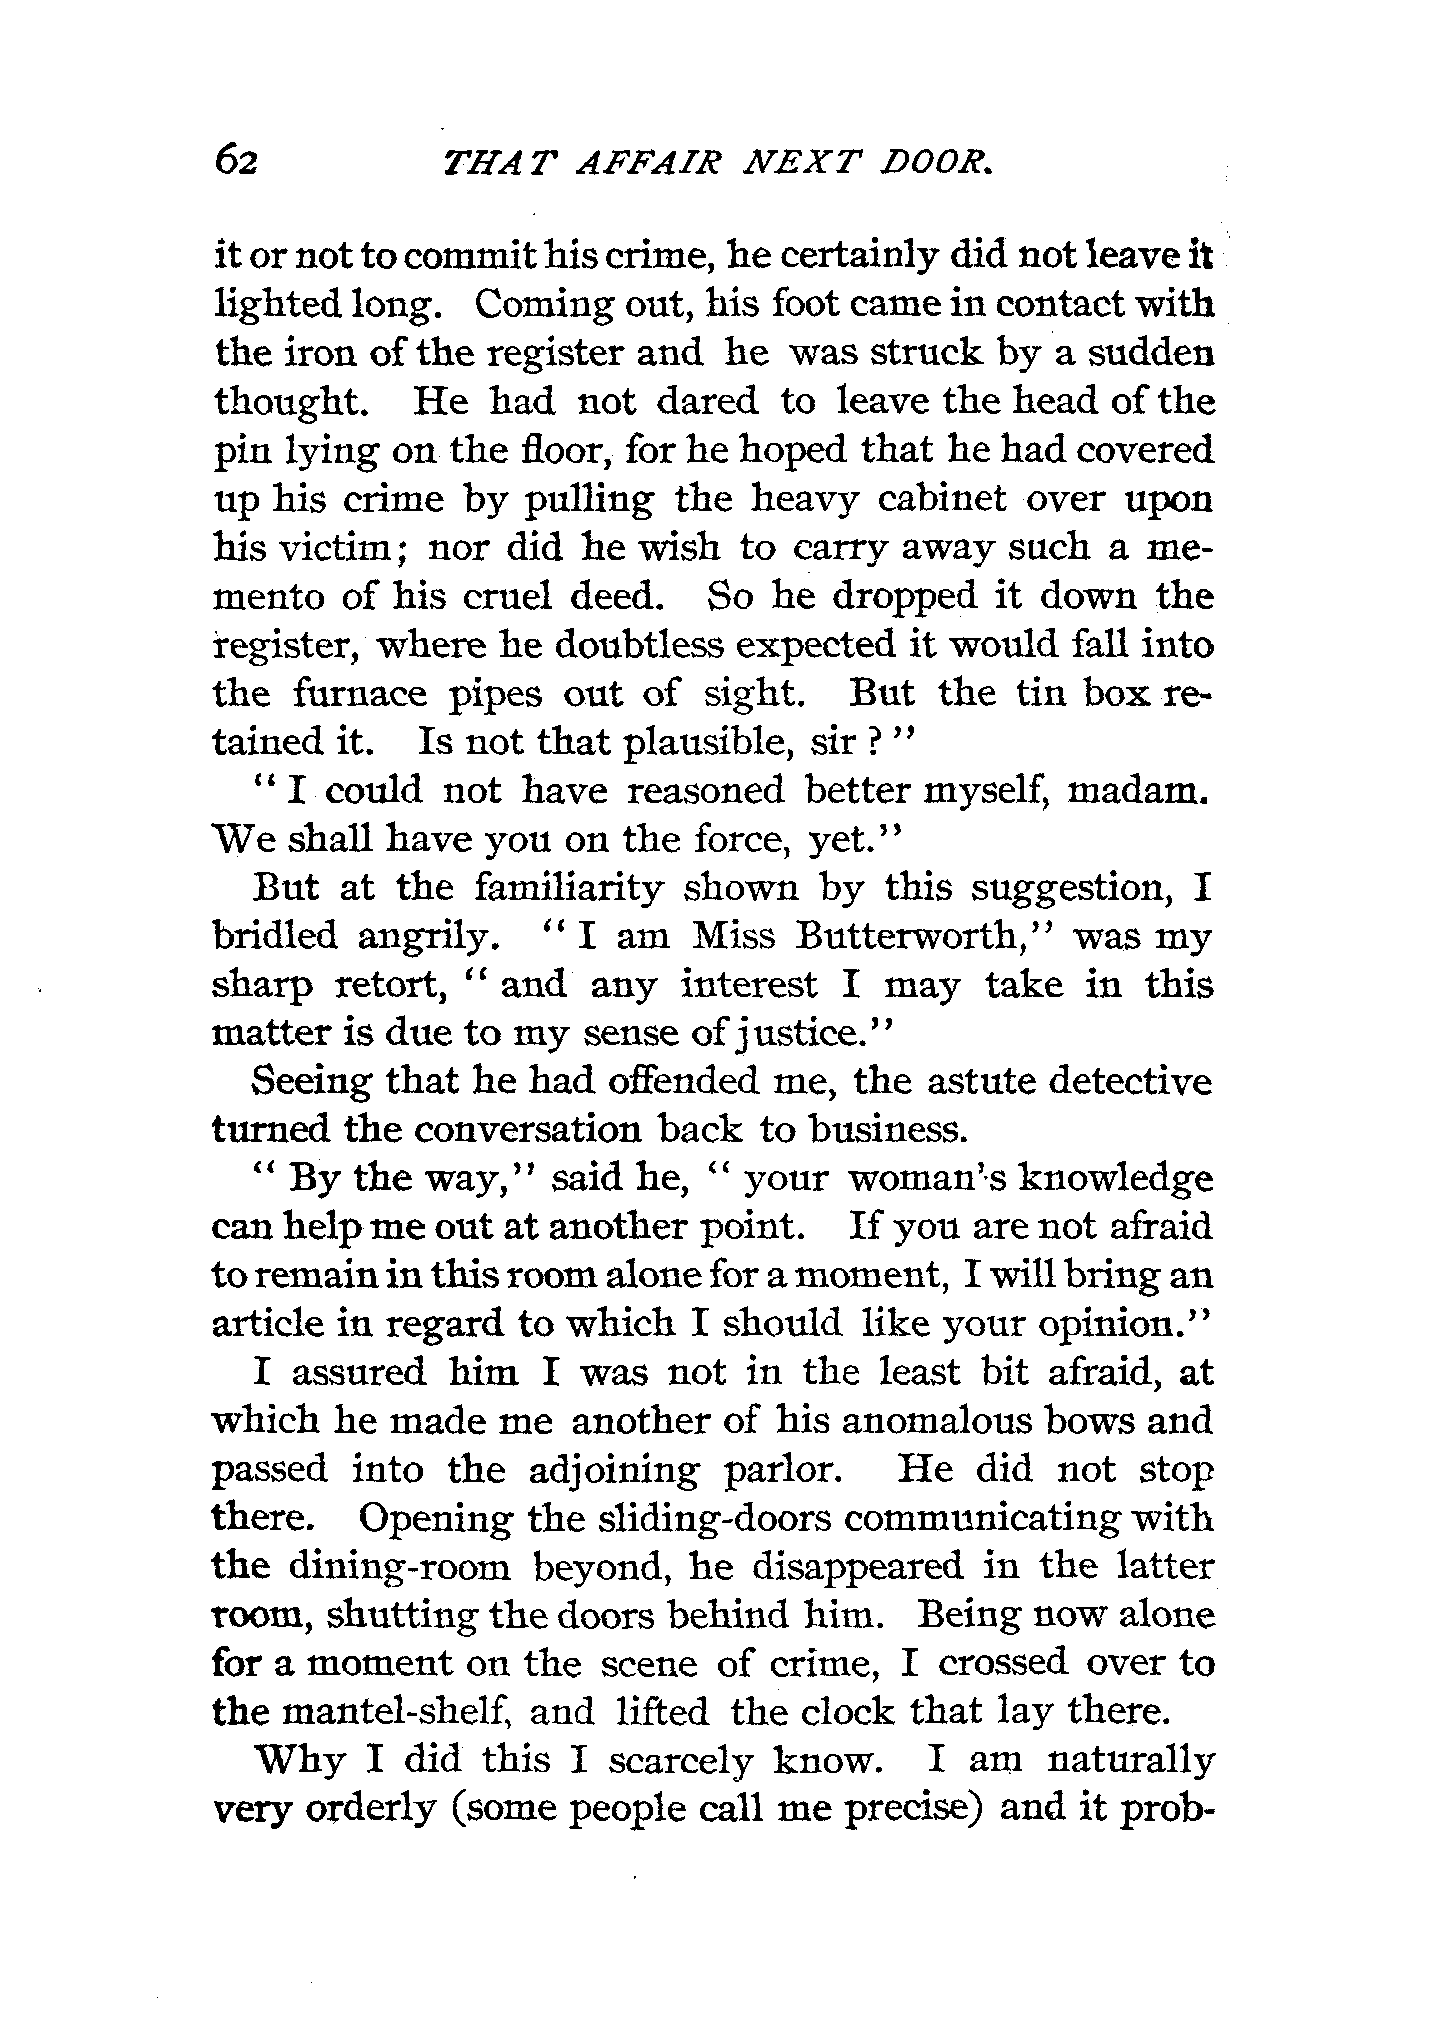 62 THAT AFFAIR NEXT DOOR.
it or not to commit his crime, he certainly did not leave it
lighted long. Coming out, his foot came in contact with
the iron of the register and he was struck by a sudden
thought. He had not dared to leave the head of the
pin lying on the floor, for he hoped that he had covered
up his crime by pulling the heavy cabinet over upon
his victim; nor did he wish to carry away such a me-
mento of his cruel deed. So he dropped it down the
register, where he doubtless expected it would fall into
the furnace pipes out of sight. But the tin box re-
tained it. Is not that plausible, sir ? "
" I could not have reasoned better myself, madam.
We shall have you on the force, yet."
But at the familiarity shown by this suggestion, I
bridled angrily. " I am Miss Butterworth," was my
sharp retort, " and any interest I may take in this
matter is due to my sense of justice."
Seeing that he had offended me, the astute detective
turned the conversation back to business.
" By the way," said he, " your woman's knowledge
can help me out at another point. If you are not afraid
to remain in this room alone for a moment, I will bring an
article in regard to which I should like your opinion."
I assured him I was not in the least bit afraid, at
which he made me another of his anomalous bows and
passed into the adjoining parlor. He did not stop
there. Opening the sliding-doors communicating with
the dining-room beyond, he disappeared in the latter
room, shutting the doors behind him. Being now alone
for a moment on the scene of crime, I crossed over to
the mantel-shelf, and lifted the clock that lay there.
Why I did this I scarcely know. I am naturally
very orderly (some people call me precise) and it prob-